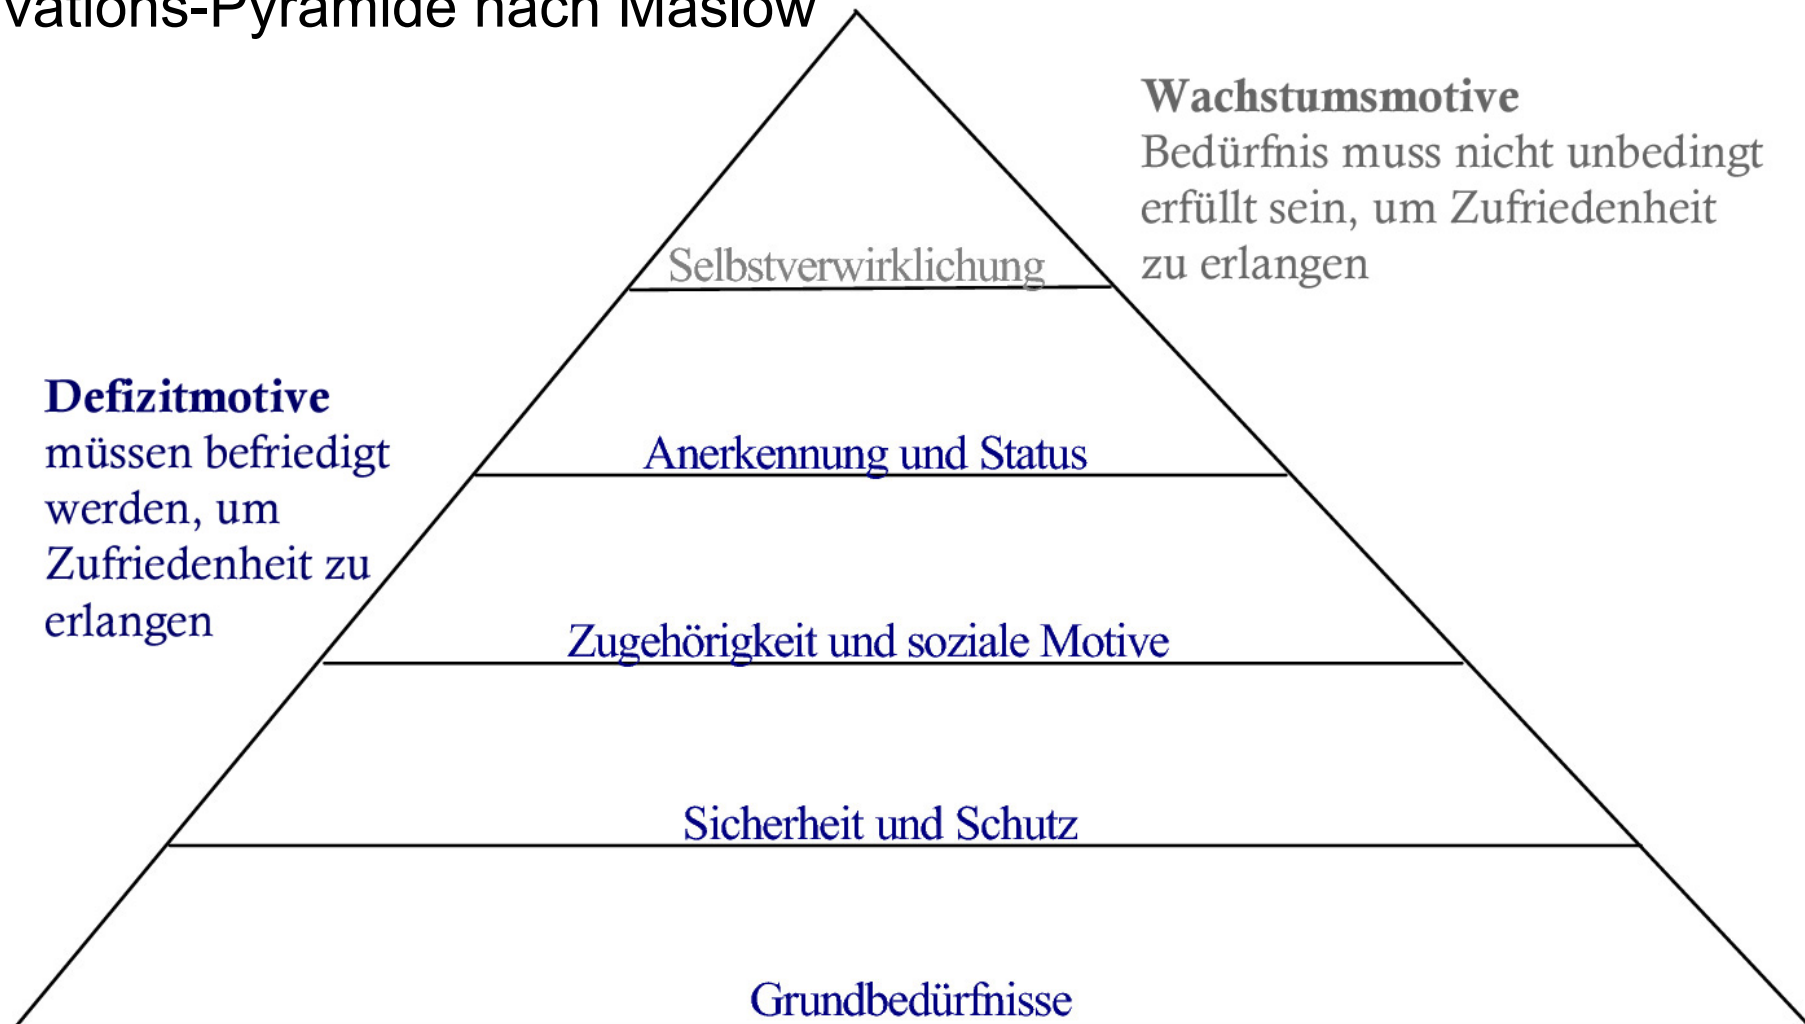 vations-Pyramide nach Maslow
Wachstumsmotive
Bedürfnis muss nicht unbedingt
erfüllt sein, um Zufriedenheit
zu erlangen
Selbstverwirklichung
Defizitmotive
müssen befriedigt
werden, um
Zufriedenheit zu
erlangen
Anerkennung und Status
Zugehörigkeit und soziale Motive
Sicherheit und Schutz
Grundbedürfnisse